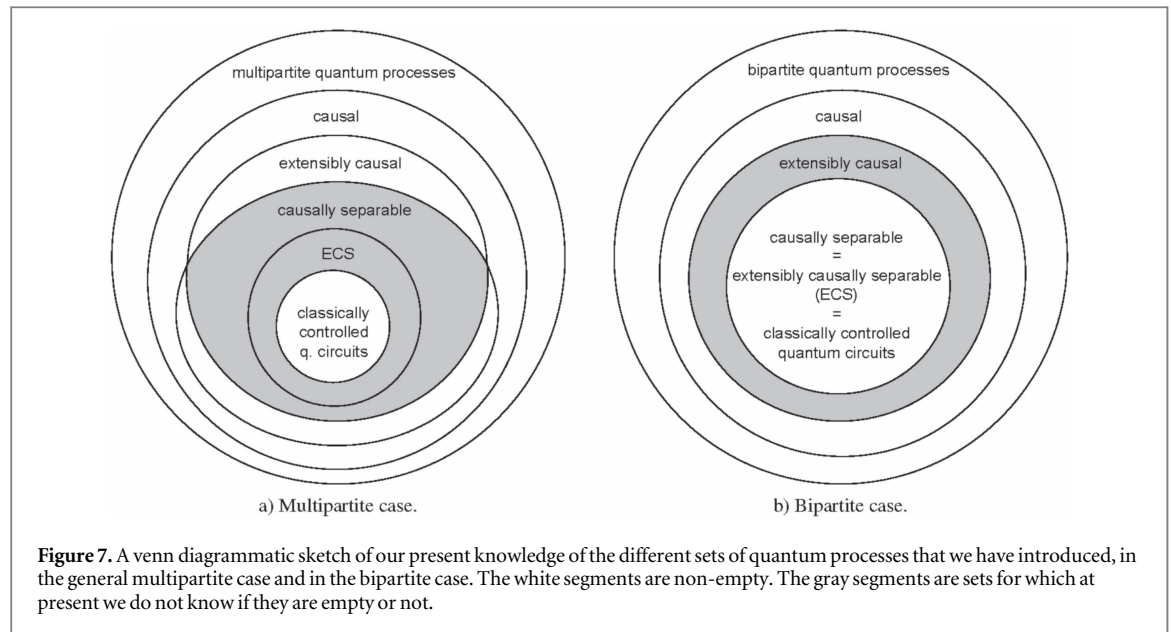 multipartite quantum processes
causal
extensibly causal
causally separable
ECS
classically
controlled
q. circuits
a) Multipartite case.
bipartite quantum processes
causal
extensibly causal
causally separable
=
extensibly causally separable
(ECS)
=
classically controlled
quantum circuits
b) Bipartite case.
Figure 7. A venn diagrammatic sketch of our present knowledge of the different sets of quantum processes that we have introduced, in
the general multipartite case and in the bipartite case. The white segments are non-empty. The gray segments are sets for which at
present we do not know if they are empty or not.